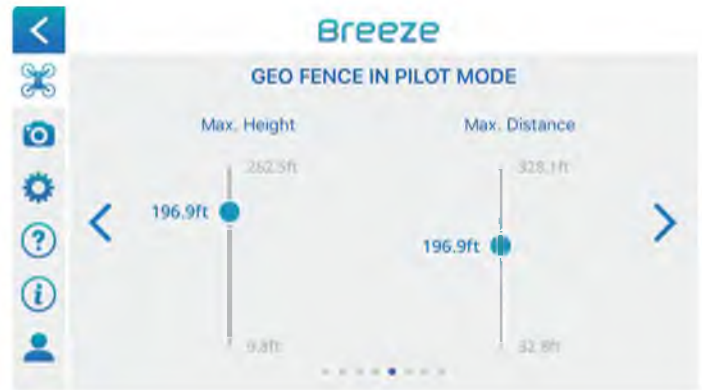 Breeze
GEO FENCE IN PILOT MODE
Max. Height
Max. Distance
262.5ft
328.1ft
196.9ft
196.9ft
9.8ft
32.8ft